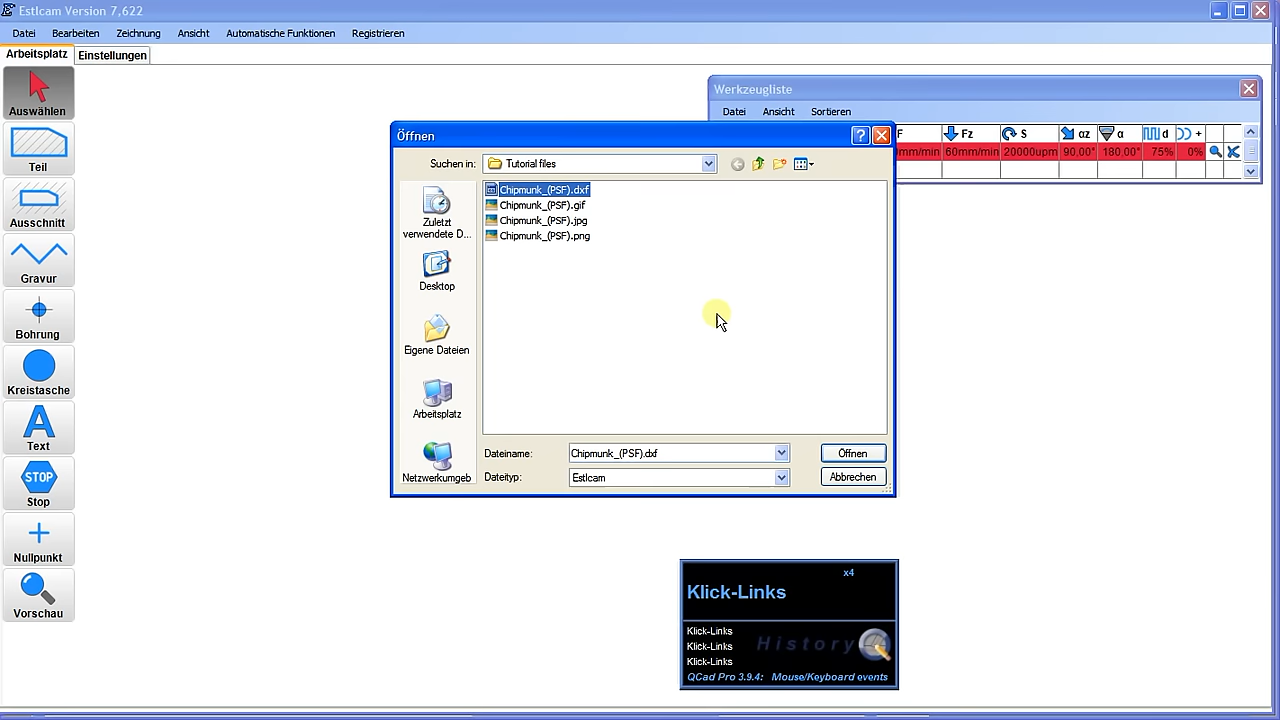 Estlcam Version 7,622
Datei Bearbeiten Zeichnung Ansicht Automatische Funktionen Registrieren
Arbeitsplatz Einstellungen
Auswählen
Teil
Ausschnitt
Gravur
Bohrung
Kreistasche
Text
STOP
Stop
Nullpunkt
Vorschau
Werkzeugliste
Datei Ansicht Sortieren
F Fz S αz α d +
mm/min 60mm/min 20000upm 90,00° 180,00° 75% 0%
Öffnen
Suchen in: Tutorial files
Zuletzt
verwendete D...
Desktop
Eigene Dateien
Arbeitsplatz
Netzwerkumgeb
Chipmunk_(PSF).dxf
Chipmunk_(PSF).gif
Chipmunk_(PSF).jpg
Chipmunk_(PSF).png
Dateiname: Chipmunk_(PSF).dxf Öffnen
Dateityp: Estlcam Abbrechen
x4
Klick-Links
Klick-Links
Klick-Links
Klick-Links
History
QCad Pro 3.9.4: Mouse/Keyboard events